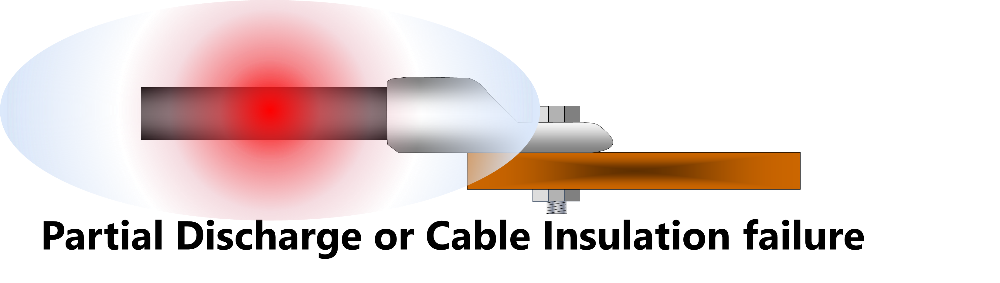 Partial Discharge or Cable Insulation failure